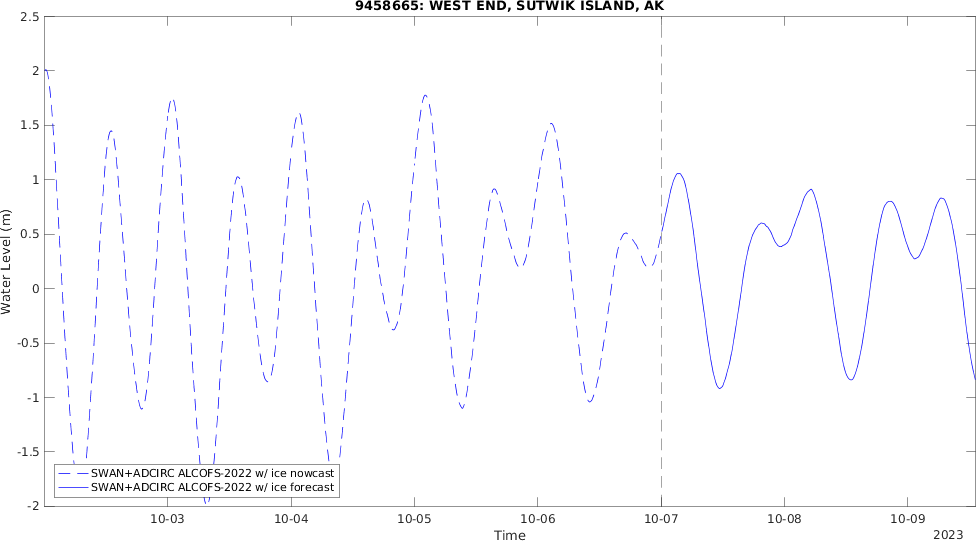 9458665: WEST END, SUTWIK ISLAND, AK
2.5
2
1.5
1
0.5
0
-0.5
-1
-1.5
-2
Water Level (m)
SWAN+ADCIRC ALCOFS-2022 w/ ice nowcast
SWAN+ADCIRC ALCOFS-2022 w/ ice forecast
10-03 10-04 10-05 10-06 10-07 10-08 10-09
Time
2023